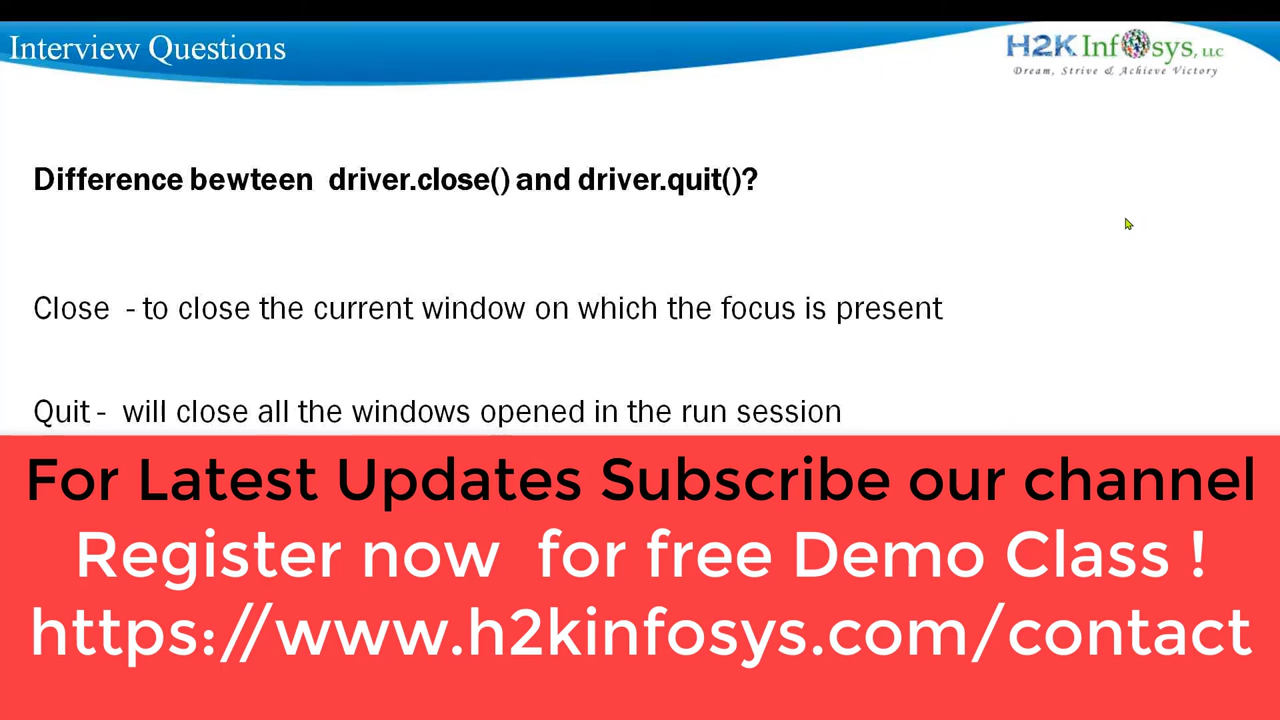 Interview Questions
H2K Infosys, LLC
Dream, Strive & Achieve Victory
Difference bewteen driver.close() and driver.quit()?
Close - to close the current window on which the focus is present
Quit - will close all the windows opened in the run session
For Latest Updates Subscribe our channel
Register now for free Demo Class !
https://www.h2kinfosys.com/contact